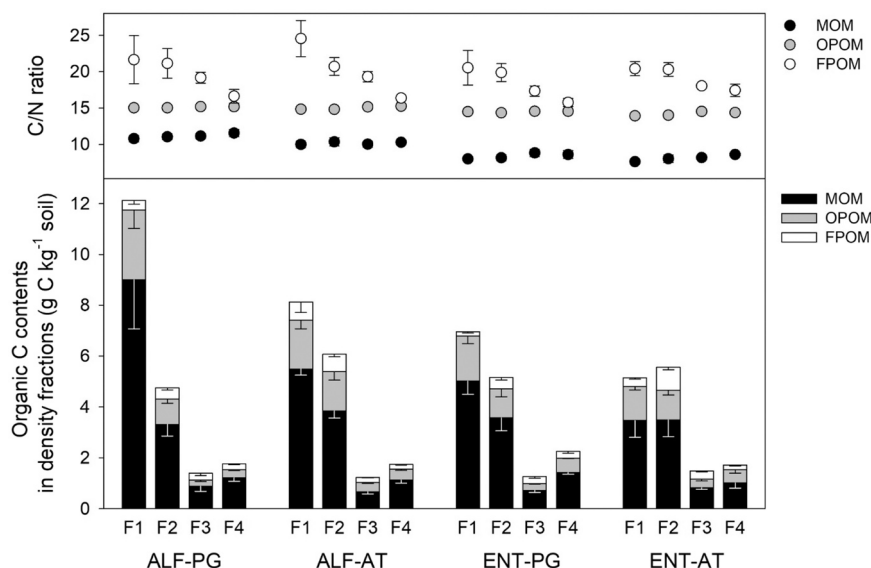 25
20
15
10
C/N ratio
MOM
OPOM
FPOM
12
10
8
6
4
2
0
Organic C contents
in density fractions (g C kg⁻¹ soil)
MOM
OPOM
FPOM
F1 F2 F3 F4 F1 F2 F3 F4 F1 F2 F3 F4 F1 F2 F3 F4
ALF-PG ALF-AT ENT-PG ENT-AT